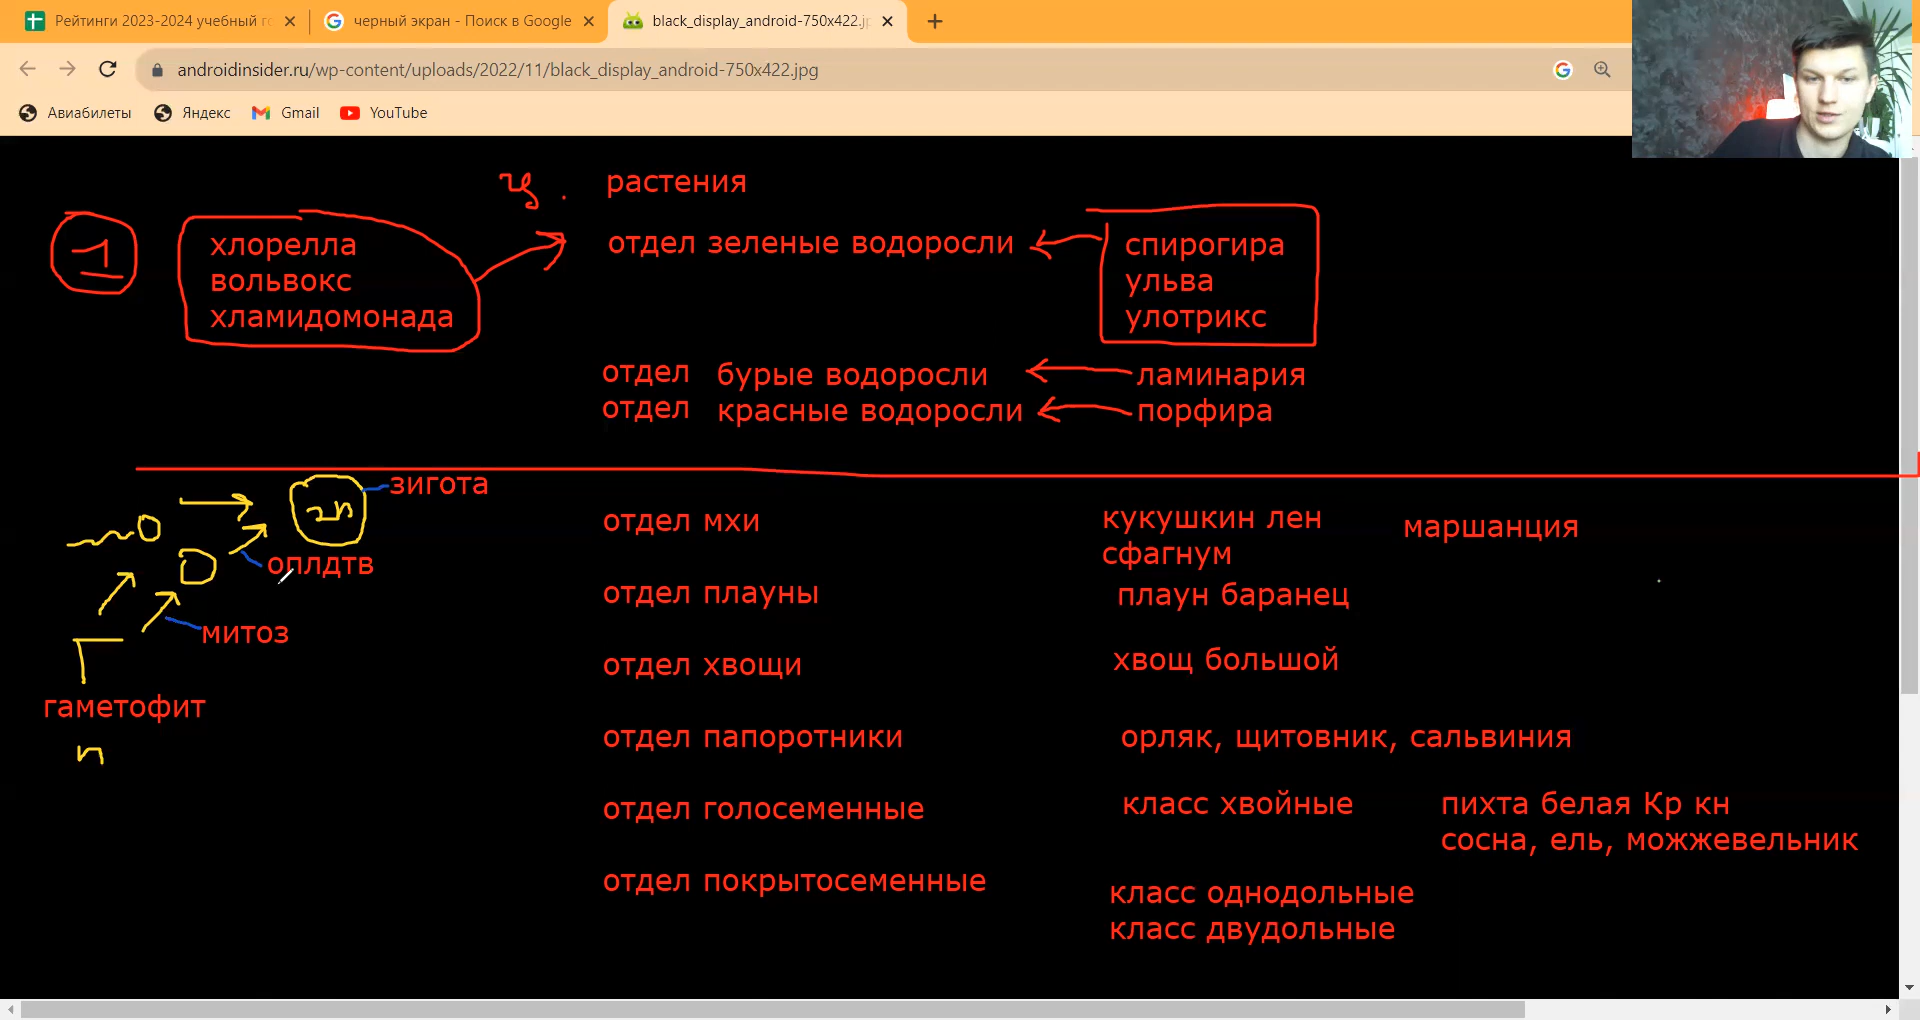 Рейтинги 2023-2024 учебный го
черный экран - Поиск в Google
black_display_android-750x422.jp
androidinsider.ru/wp-content/uploads/2022/11/black_display_android-750x422.jpg
Авиабилеты
Яндекс
Gmail
YouTube
растения
1
хлорелла
вольвокс
хламидомонада
отдел зеленые водоросли
спирогира
ульва
улотрикс
отдел бурые водоросли
ламинария
отдел красные водоросли
порфира
2n
зигота
оплдтв
митоз
гаметофит
n
отдел мхи
кукушкин лен
сфагнум
маршанция
отдел плауны
плаун баранец
отдел хвощи
хвощ большой
отдел папоротники
орляк, щитовник, сальвиния
отдел голосеменные
класс хвойные
пихта белая Кр кн
сосна, ель, можжевельник
отдел покрытосеменные
класс однодольные
класс двудольные